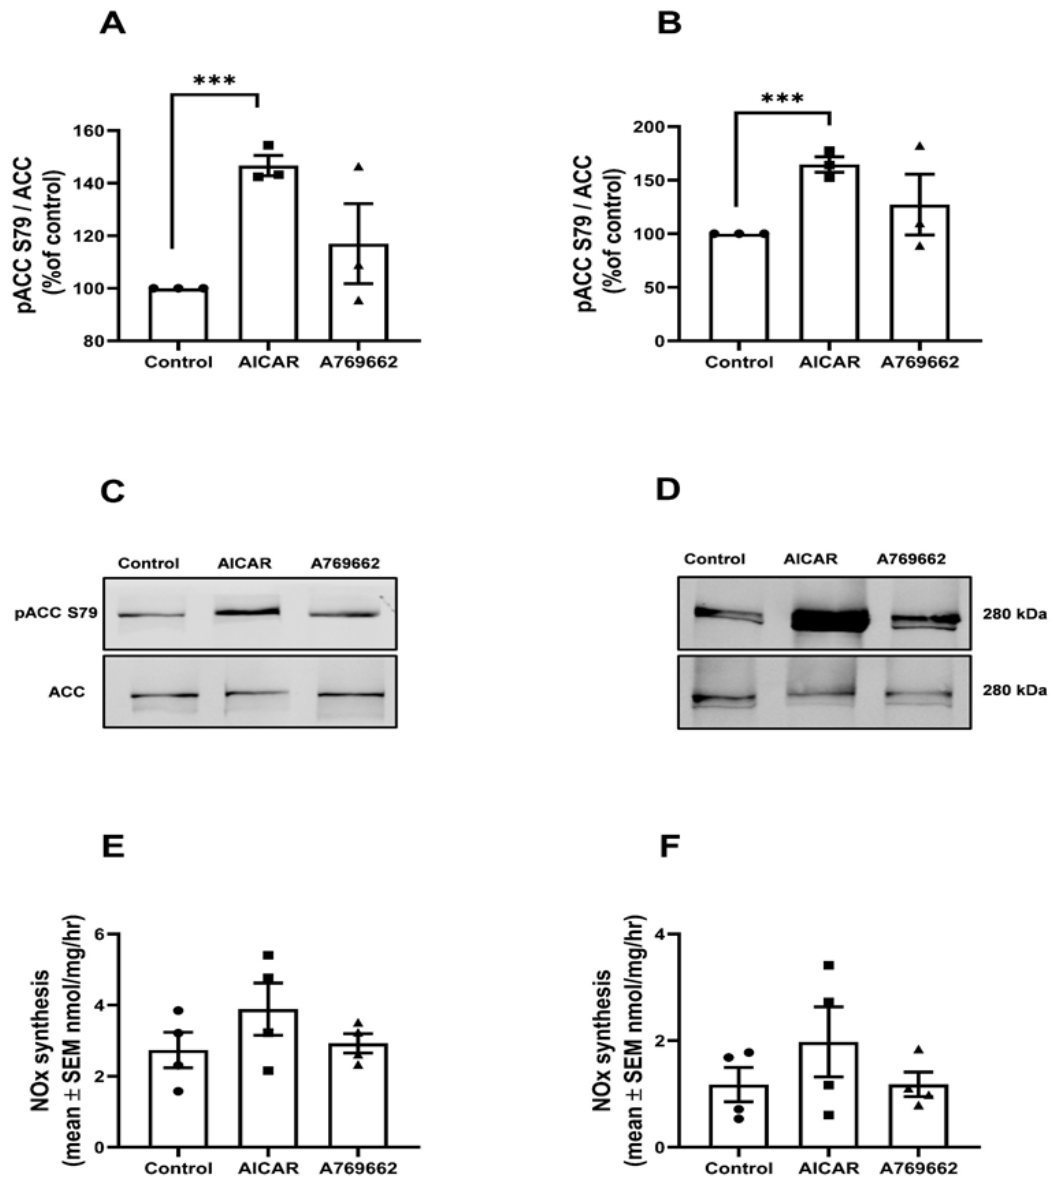 A
B
***
***
pACC S79 / ACC
(%of control)
160
140
120
100
80
Control AICAR A769662
pACC S79 / ACC
(%of control)
200
150
100
50
0
Control AICAR A769662
C
D
Control AICAR A769662
pACC S79
ACC
Control AICAR A769662
280 kDa
280 kDa
E
F
NOx synthesis
(mean ± SEM nmol/mg/hr)
6
4
2
0
Control AICAR A769662
NOx synthesis
(mean ± SEM nmol/mg/hr)
4
2
0
Control AICAR A769662